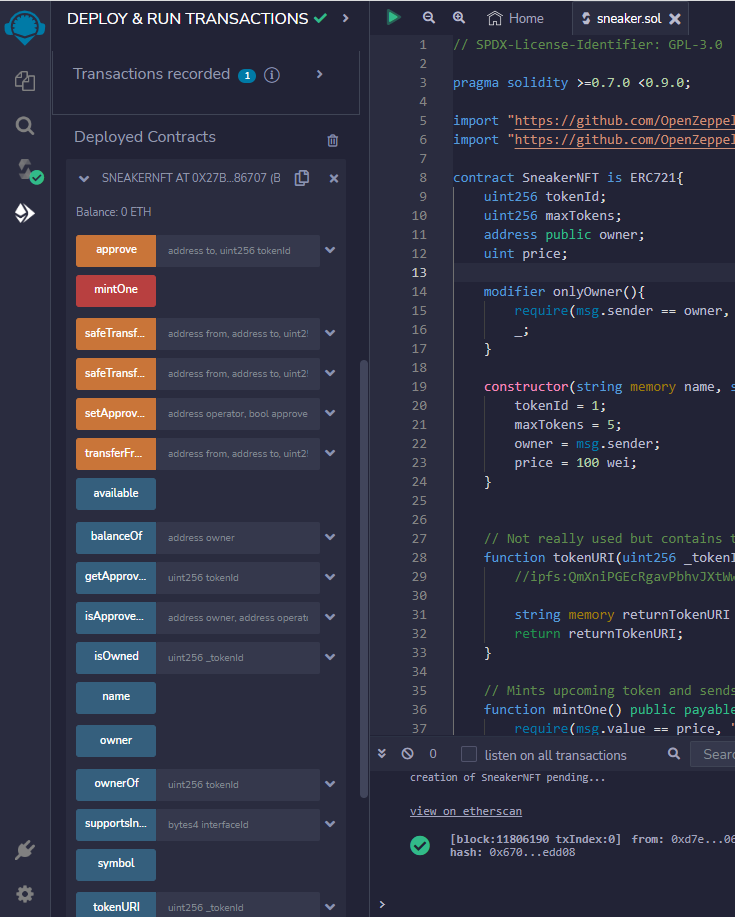 DEPLOY & RUN TRANSACTIONS
Transactions recorded 1 i
Deployed Contracts
SNEAKERNFT AT 0X27B...86707 (B
Balance: 0 ETH
approve address to, uint256 tokenId
mintOne
safeTransf... address from, address to, uint25
safeTransf... address from, address to, uint25
setApprov... address operator, bool approve
transferFr... address from, address to, uint25
available
balanceOf address owner
getApprov... uint256 tokenId
isApprove... address owner, address operat
isOwned uint256 _tokenId
name
owner
ownerOf uint256 tokenId
supportsIn... bytes4 interfaceId
symbol
tokenURI uint256 _tokenId
Home
sneaker.sol
1 // SPDX-License-Identifier: GPL-3.0
2
3 pragma solidity >=0.7.0 <0.9.0;
4
5 import "https://github.com/OpenZeppel
6 import "https://github.com/OpenZeppel
7
8 contract SneakerNFT is ERC721{
9 uint256 tokenId;
10 uint256 maxTokens;
11 address public owner;
12 uint price;
13
14 modifier onlyOwner(){
15 require(msg.sender == owner,
16 _;
17 }
18
19 constructor(string memory name, s
20 tokenId = 1;
21 maxTokens = 5;
22 owner = msg.sender;
23 price = 100 wei;
24 }
25
26
27 // Not really used but contains t
28 function tokenURI(uint256 _tokenI
29 //ipfs:QmXniPGEcRgavPbhvJXtWw
30
31 string memory returnTokenURI
32 return returnTokenURI;
33 }
34
35 // Mints upcoming token and sends
36 function mintOne() public payable
37 require(msg.value == price, "
0 listen on all transactions Searc
creation of SneakerNFT pending...
view on etherscan
[block:11806190 txIndex:0] from: 0xd7e...06
hash: 0x670...edd08
>